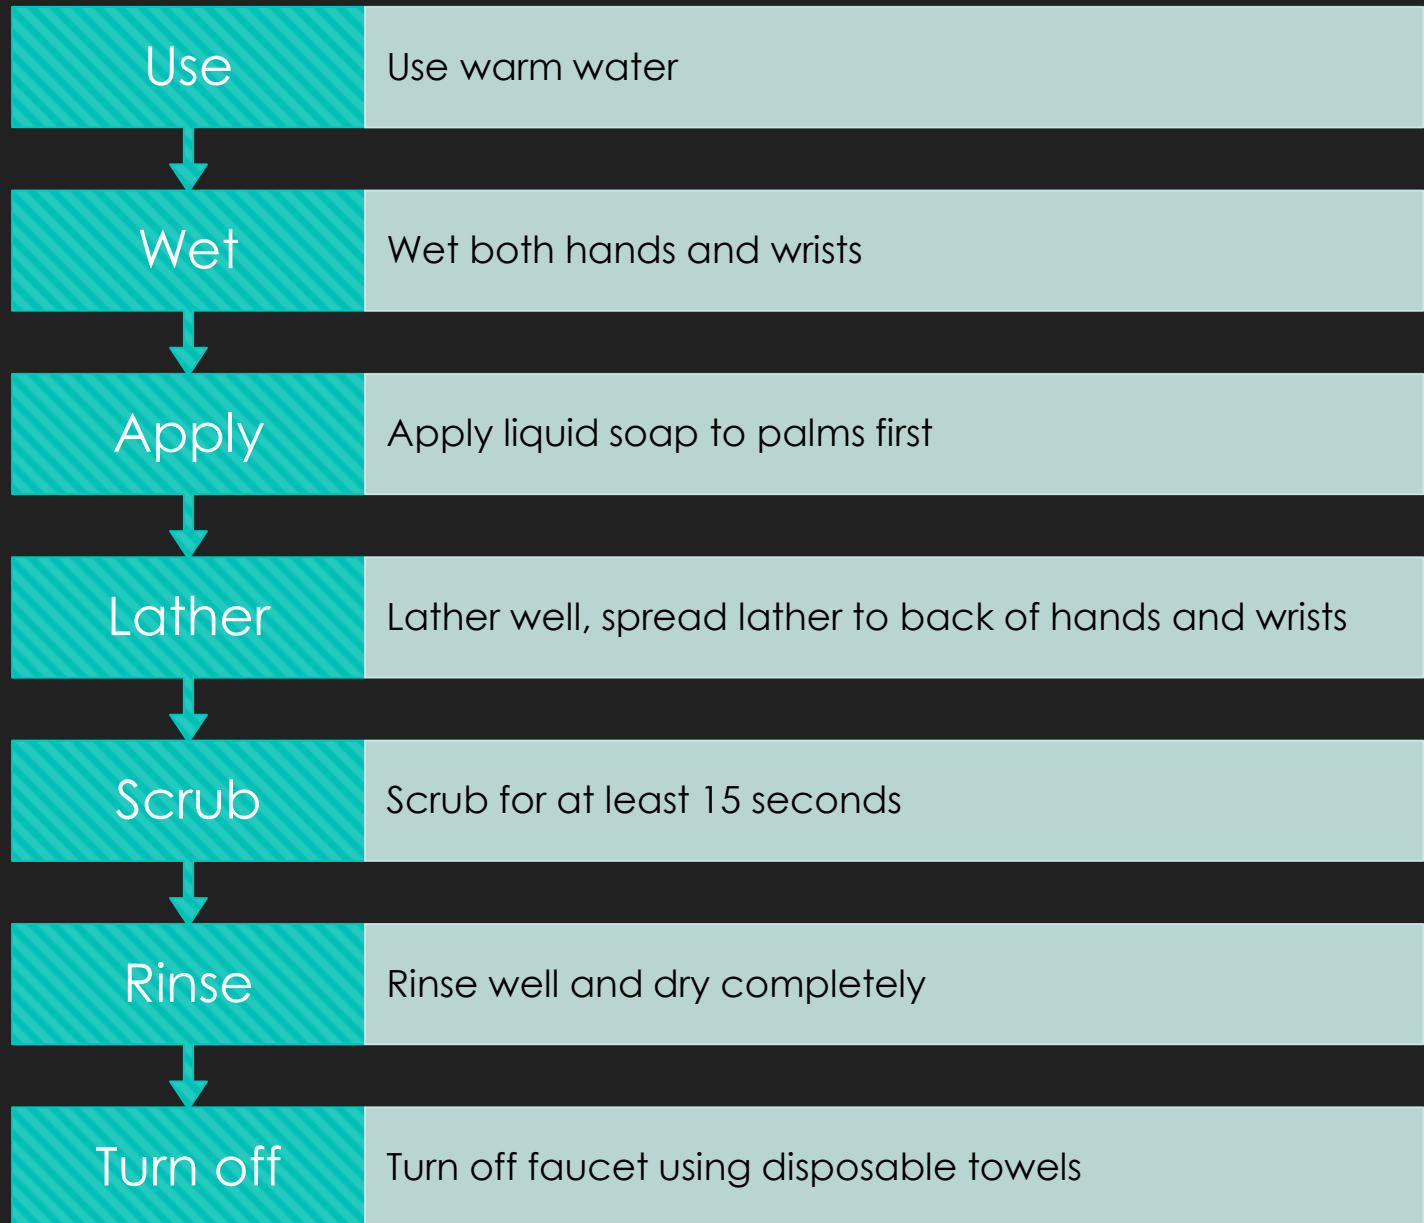 Use
Use warm water
Wet
Wet both hands and wrists
Apply
Apply liquid soap to palms first
Lather
Lather well, spread lather to back of hands and wrists
Scrub
Scrub for at least 15 seconds
Rinse
Rinse well and dry completely
Turn off
Turn off faucet using disposable towels